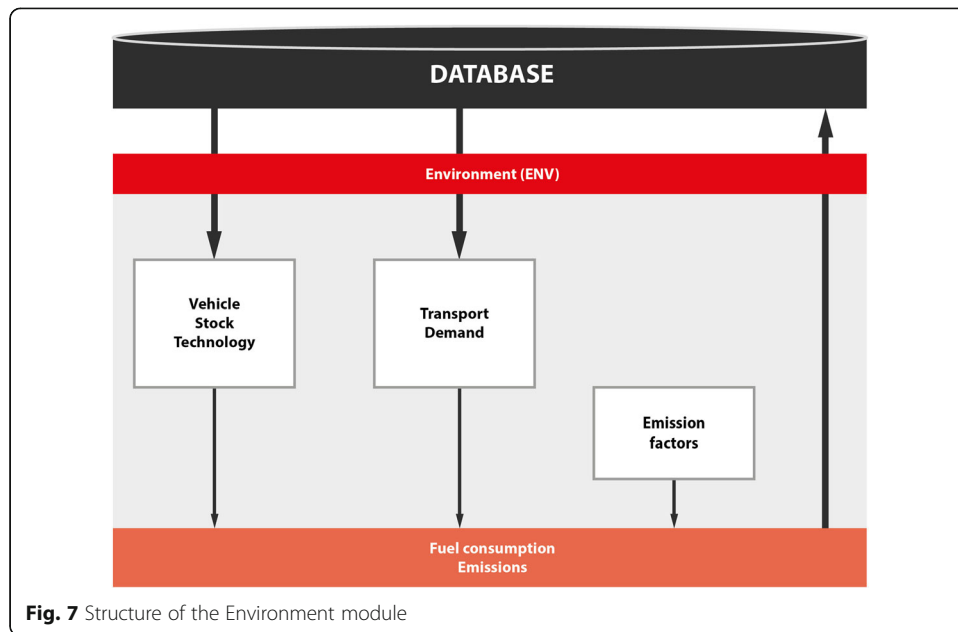 DATABASE
Environment (ENV)
Vehicle
Stock
Technology
Transport
Demand
Emission
factors
Fuel consumption
Emissions
Fig. 7 Structure of the Environment module